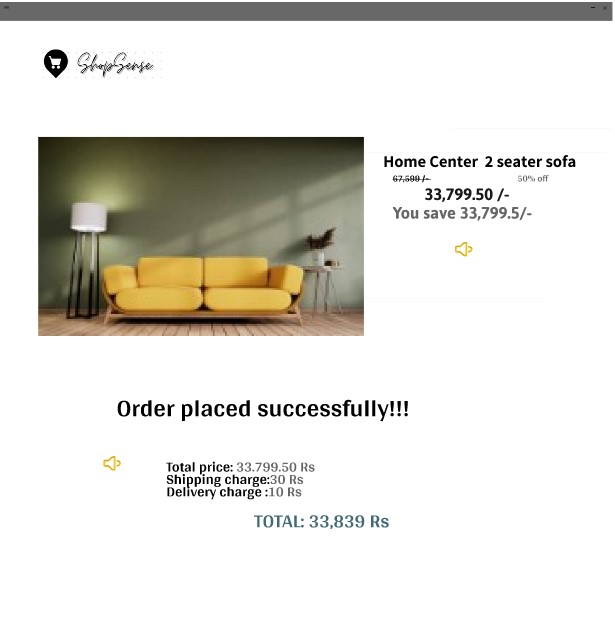 ShopSense
Home Center 2 seater sofa
67,599 /- 50% off
33,799.50 /-
You save 33,799.5/-
Order placed successfully!!!
Total price: 33.799.50 Rs
Shipping charge:30 Rs
Delivery charge :10 Rs
TOTAL: 33,839 Rs